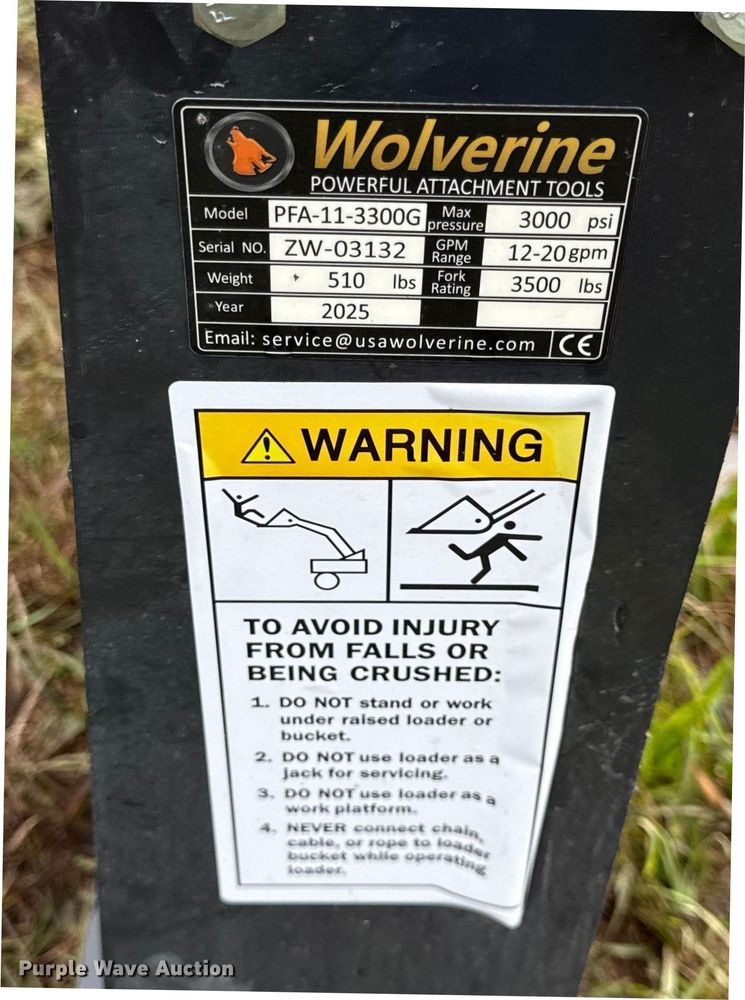 Wolverine
POWERFUL ATTACHMENT TOOLS
Model PFA-11-3300G Max pressure 3000 psi
Serial NO. ZW-03132 GPM Range 12-20 gpm
Weight 510 lbs Fork Rating 3500 lbs
Year 2025
Email: service@usawolverine.com CE
WARNING
TO AVOID INJURY
FROM FALLS OR
BEING CRUSHED:
1. DO NOT stand or work
under raised loader or
bucket.
2. DO NOT use loader as a
jack for servicing.
3. DO NOT use loader as a
work platform.
4. NEVER connect chain,
cable, or rope to loader
bucket while operating
loader.
Purple Wave Auction